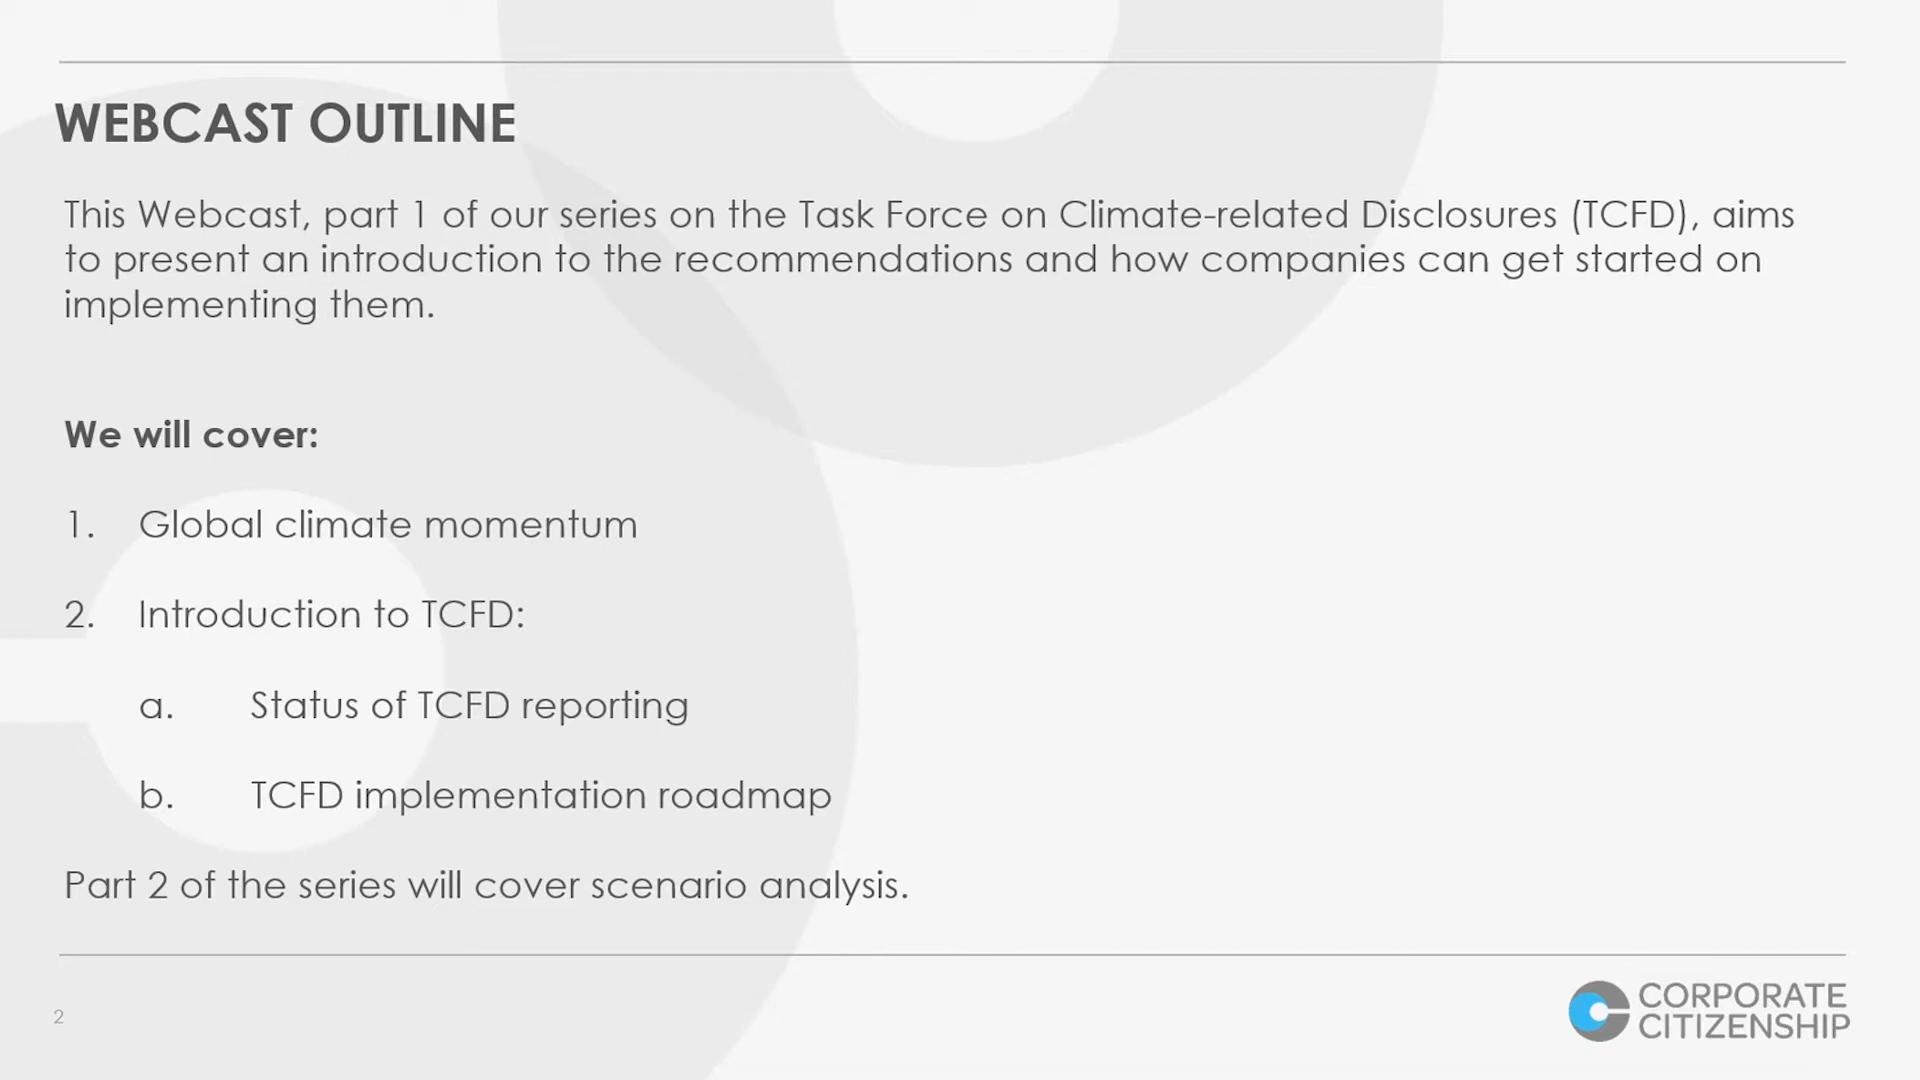 WEBCAST OUTLINE
This Webcast, part 1 of our series on the Task Force on Climate-related Disclosures (TCFD), aims
to present an introduction to the recommendations and how companies can get started on
implementing them.
We will cover:
1. Global climate momentum
2. Introduction to TCFD:
a. Status of TCFD reporting
b. TCFD implementation roadmap
Part 2 of the series will cover scenario analysis.
2
CORPORATE
CITIZENSHIP